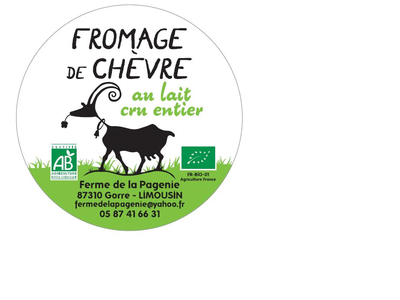 FROMAGE
DE CHÈVRE
au lait
cru entier
AB
FR-BIO-01
Agriculture France
Ferme de la Pagenie
87310 Gorre - LIMOUSIN
fermedelapagenie@yahoo.fr
05 87 41 66 31